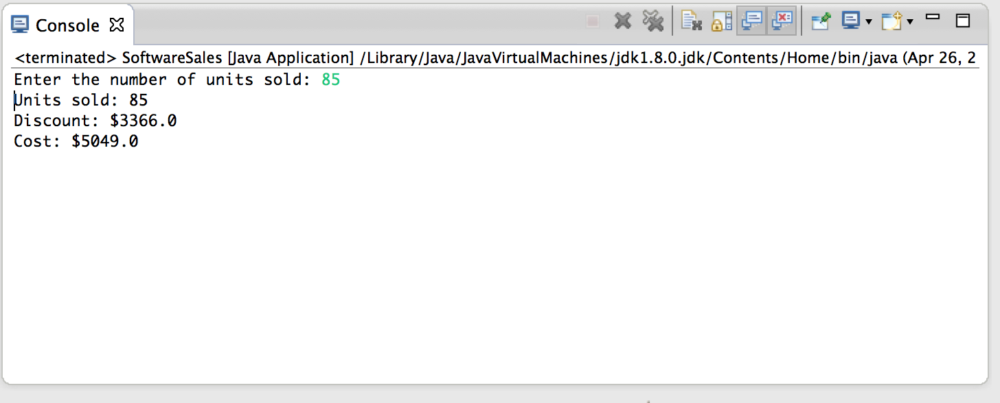 Console
<terminated> SoftwareSales [Java Application] /Library/Java/JavaVirtualMachines/jdk1.8.0.jdk/Contents/Home/bin/java (Apr 26, 2
Enter the number of units sold: 85
Units sold: 85
Discount: $3366.0
Cost: $5049.0